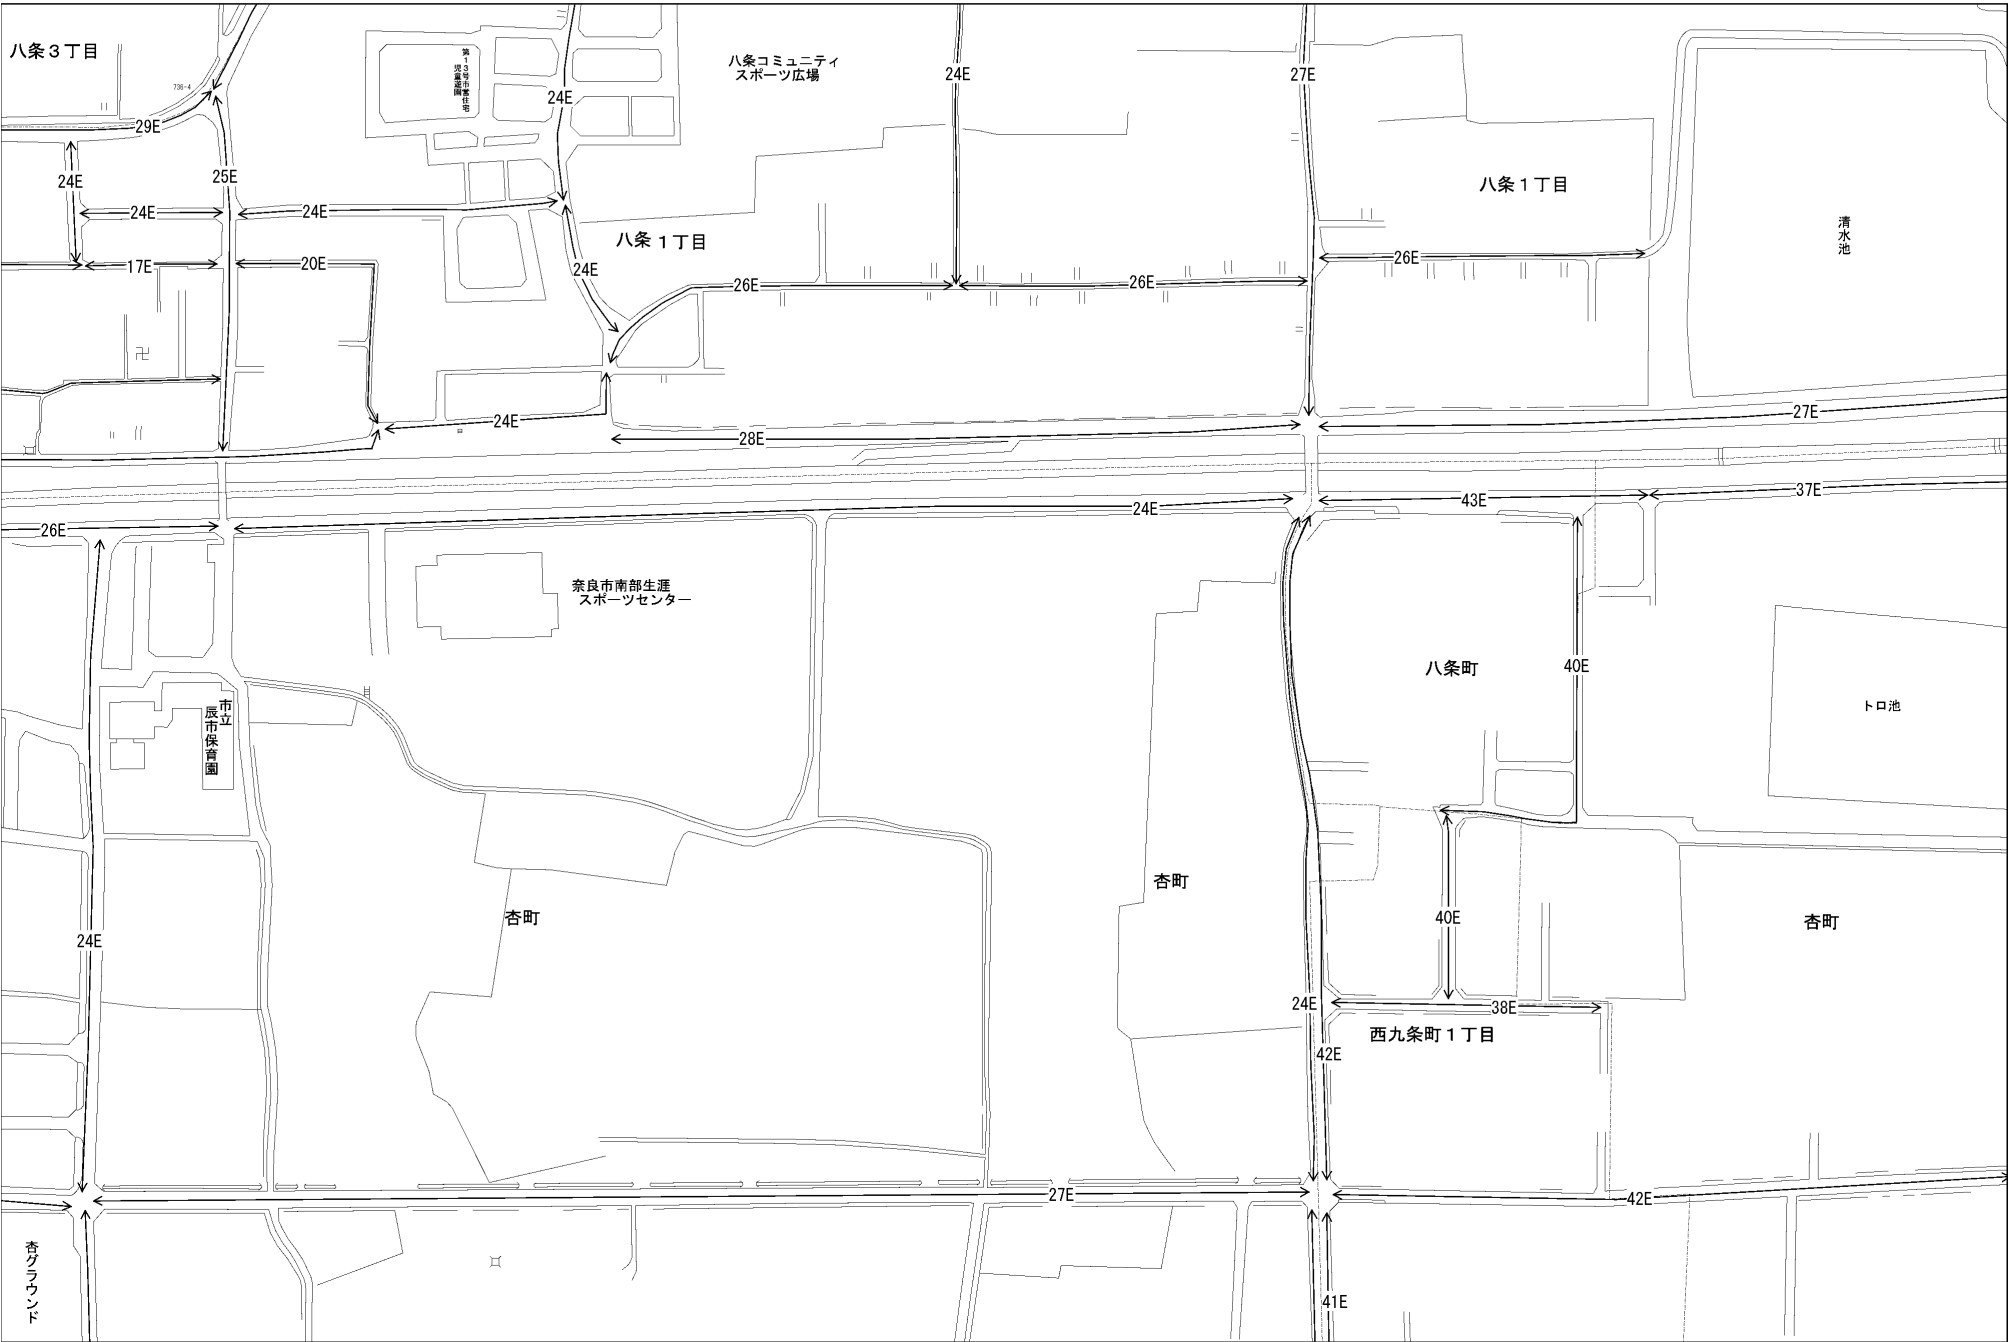 八条３丁目
736-4
第１３号市営住宅
児童遊園
八条コミュニティ
スポーツ広場
24E
27E
24E
29E
25E
24E
24E
24E
八条１丁目
清水池
八条１丁目
17E
20E
24E
26E
26E
26E
卍
24E
28E
27E
26E
24E
43E
37E
奈良市南部生涯
スポーツセンター
八条町
40E
トロ池
市立
辰市保育園
杏町
杏町
40E
杏町
24E
24E
38E
西九条町１丁目
42E
27E
42E
杏グラウンド
41E